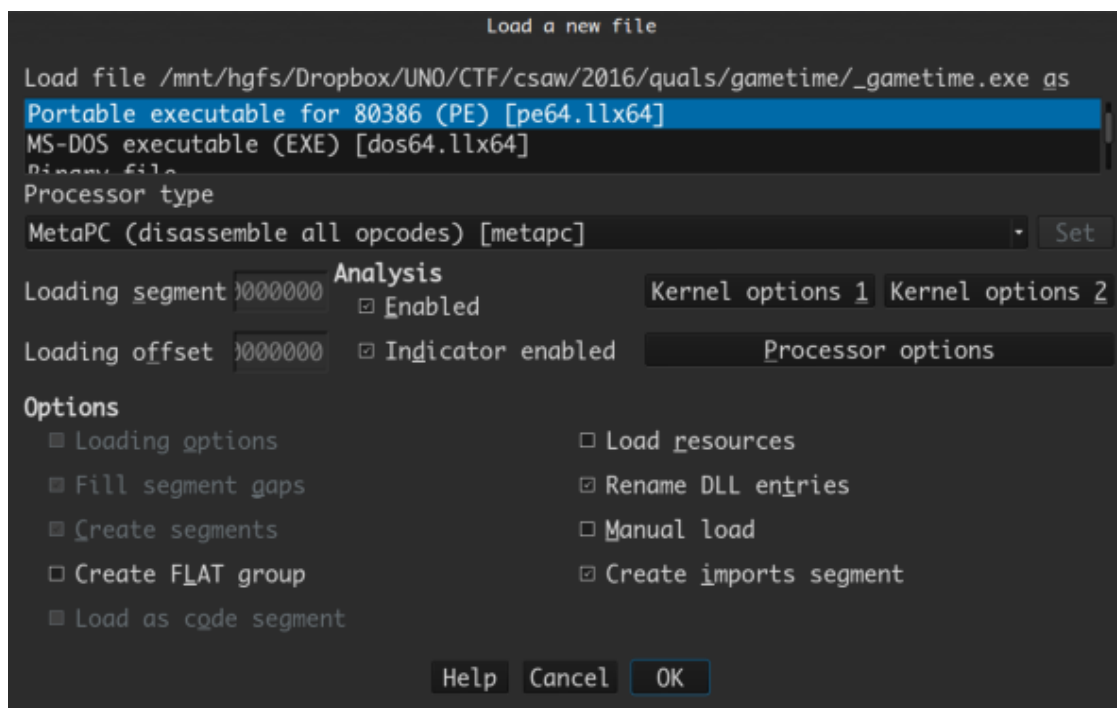 Load a new file
Load file /mnt/hgfs/Dropbox/UNO/CTF/csaw/2016/quals/gametime/_gametime.exe as
Portable executable for 80386 (PE) [pe64.llx64]
MS-DOS executable (EXE) [dos64.llx64]
Binary file
Processor type
MetaPC (disassemble all opcodes) [metapc] Set
Analysis
Loading segment 0000000 Enabled Kernel options 1 Kernel options 2
Loading offset 0000000 Indicator enabled Processor options
Options
Loading options Load resources
Fill segment gaps Rename DLL entries
Create segments Manual load
Create FLAT group Create imports segment
Load as code segment
Help Cancel OK